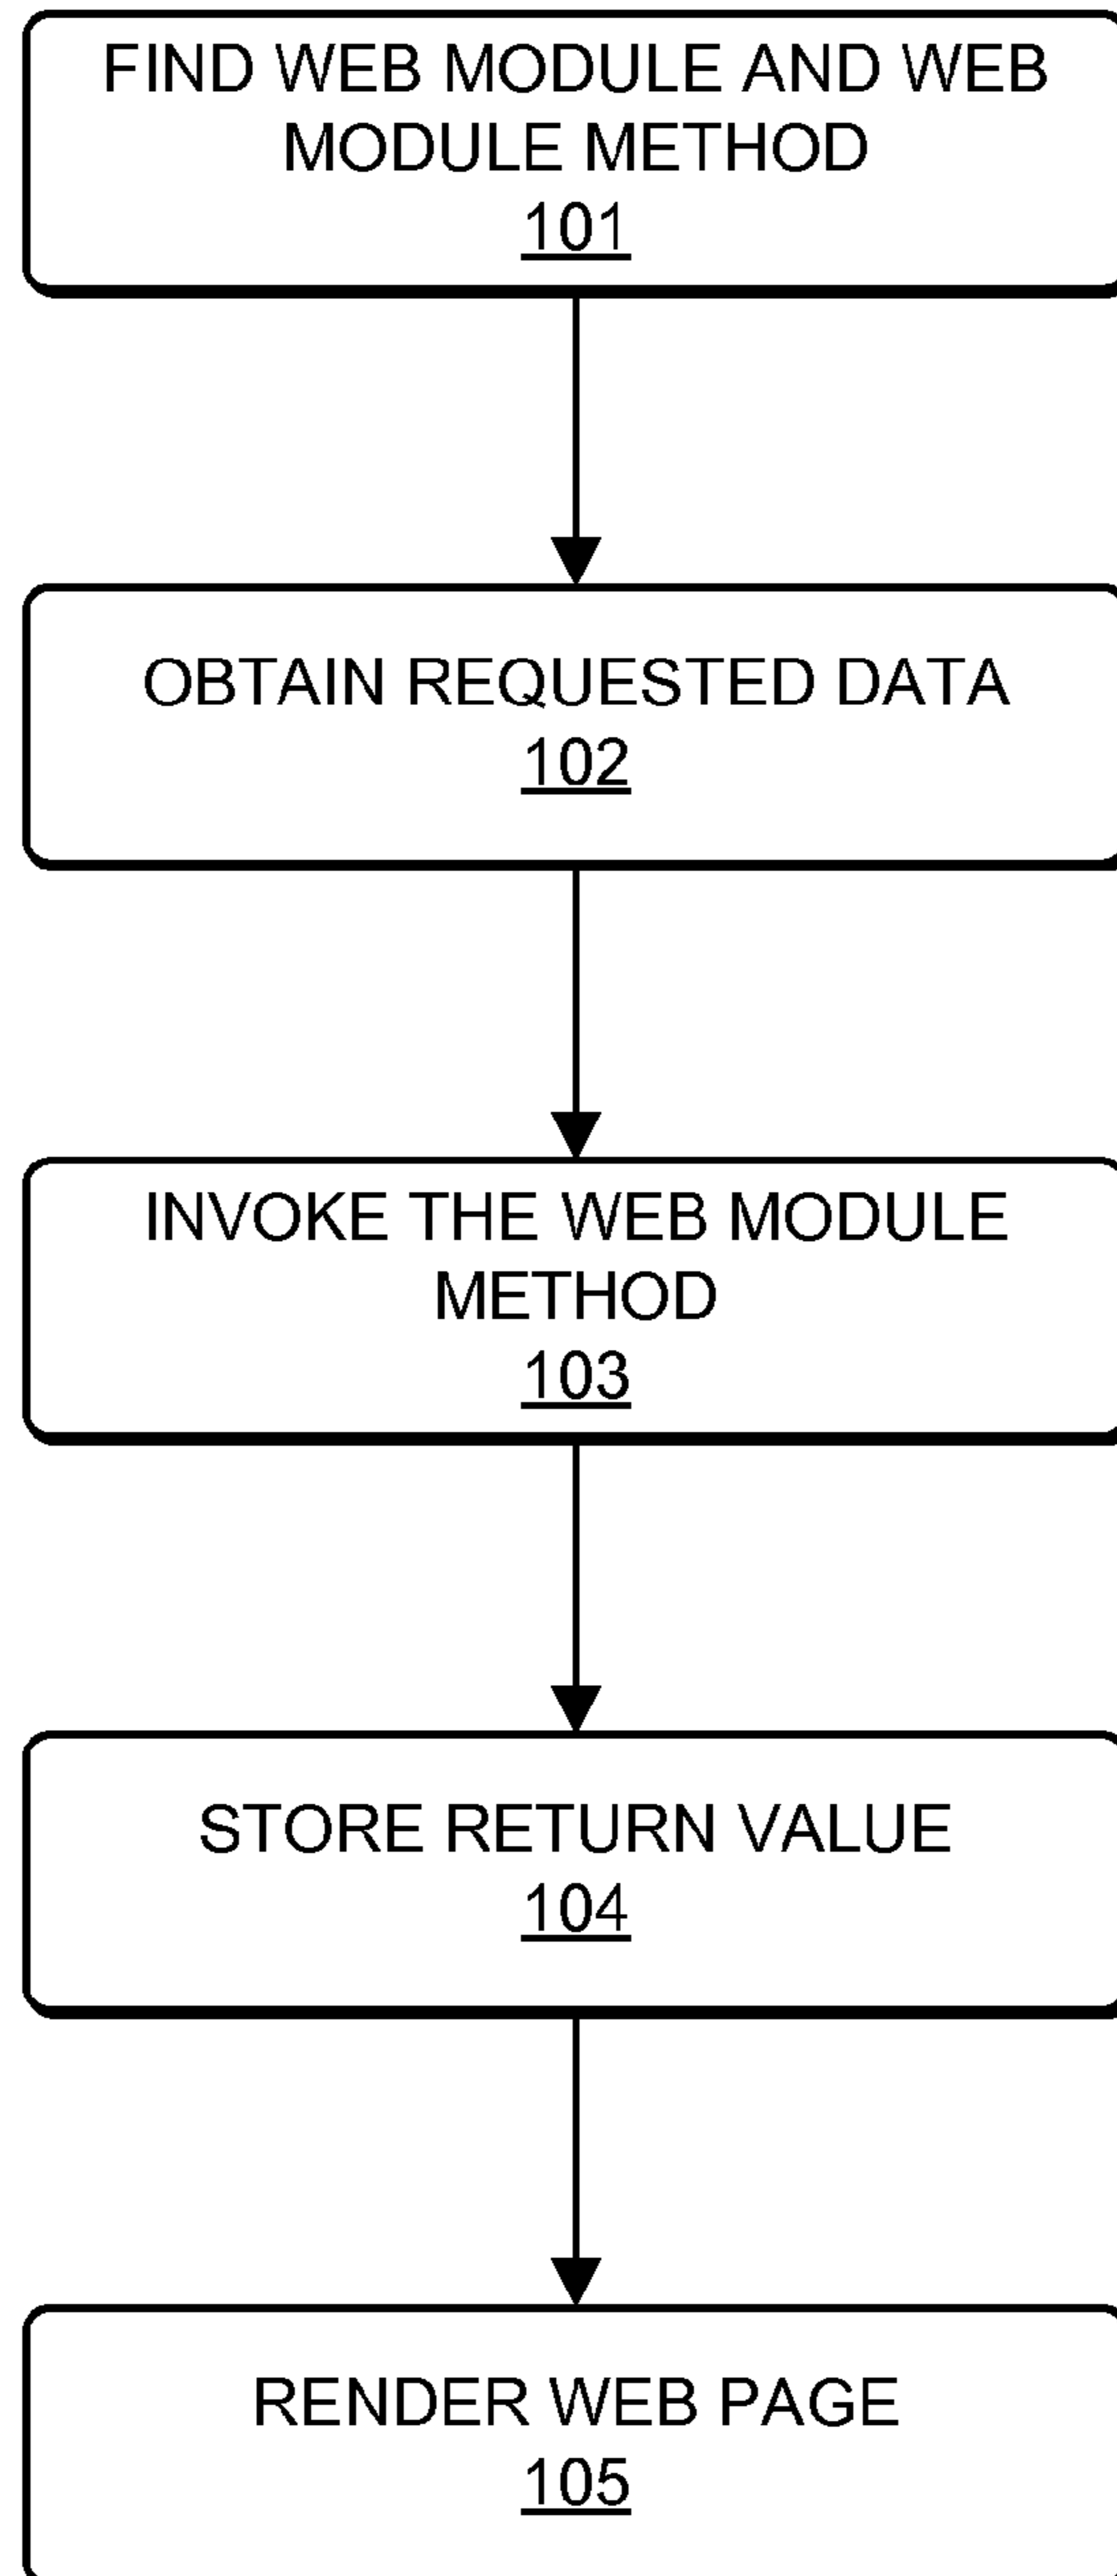 FIND WEB MODULE AND WEB
MODULE METHOD
101
OBTAIN REQUESTED DATA
102
INVOKE THE WEB MODULE
METHOD
103
STORE RETURN VALUE
104
RENDER WEB PAGE
105